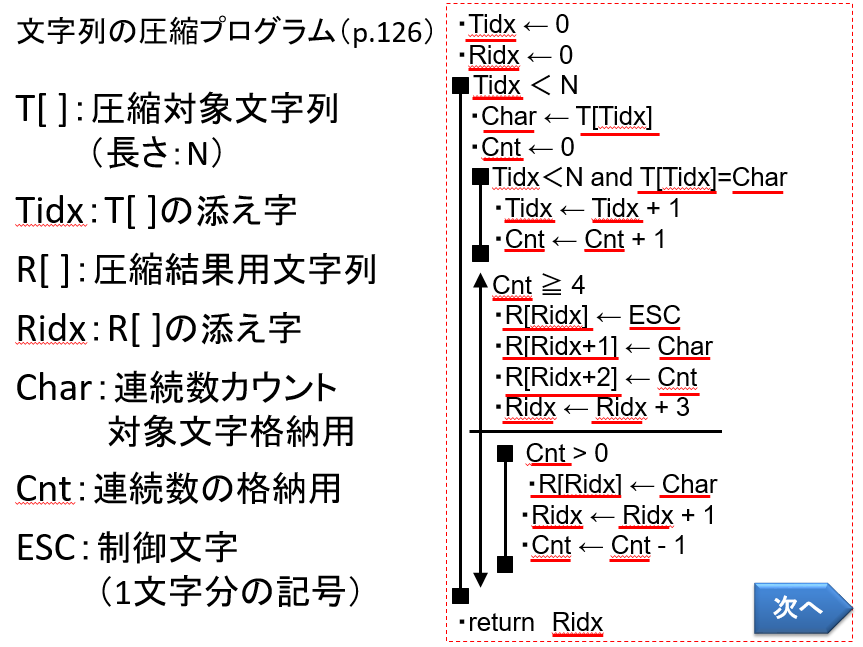 文字列の圧縮プログラム（p.126）
T[ ]：圧縮対象文字列
（長さ：N）
Tidx：T[ ]の添え字
R[ ]：圧縮結果用文字列
Ridx：R[ ]の添え字
Char：連続数カウント
対象文字格納用
Cnt：連続数の格納用
ESC：制御文字
（1文字分の記号）
・Tidx ← 0
・Ridx ← 0
Tidx ＜ N
・Char ← T[Tidx]
・Cnt ← 0
Tidx＜N and T[Tidx]=Char
・Tidx ← Tidx + 1
・Cnt ← Cnt + 1
Cnt ≧ 4
・R[Ridx] ← ESC
・R[Ridx+1] ← Char
・R[Ridx+2] ← Cnt
・Ridx ← Ridx + 3
Cnt > 0
・R[Ridx] ← Char
・Ridx ← Ridx + 1
・Cnt ← Cnt - 1
・return Ridx
次へ